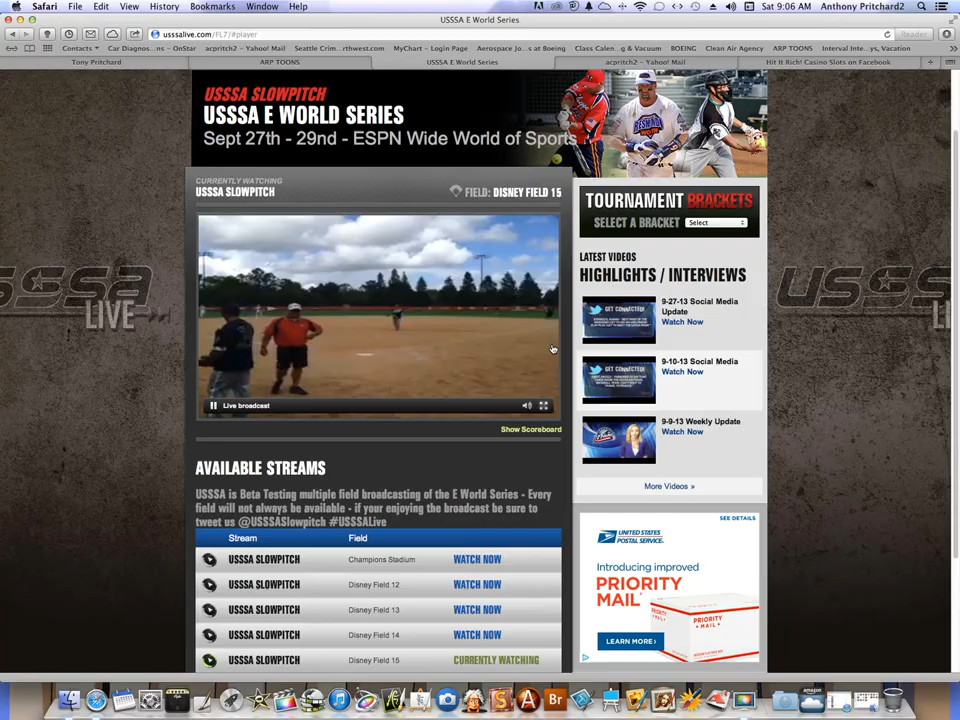 Safari File Edit View History Bookmarks Window Help Sat 9:06 AM Anthony Pritchard2
USSSA E World Series
usssalive.com/FL7/#player Reader
Contacts Car Diagnos... - OnStar acpritch2 - Yahoo! Mail Seattle Crim...rthwest.com MyChart - Login Page Aerospace Jo...s at Boeing Class Calen...g & Vacuum BOEING Clean Air Agency ARP TOONS Interval Inte...ys, Vacation
Tony Pritchard ARP TOONS USSSA E World Series acpritch2 - Yahoo! Mail Hit It Rich! Casino Slots on Facebook
USSSA SLOWPITCH
USSSA E WORLD SERIES
Sept 27th - 29nd - ESPN Wide World of Sports
CURRENTLY WATCHING
USSSA SLOWPITCH
FIELD: DISNEY FIELD 15
Live broadcast
Show Scoreboard
AVAILABLE STREAMS
USSSA is Beta Testing multiple field broadcasting of the E World Series - Every
field will not always be available - if your enjoying the broadcast be sure to
tweet us @USSSASlowpitch #USSSALive
Stream Field
USSSA SLOWPITCH Champions Stadium WATCH NOW
USSSA SLOWPITCH Disney Field 12 WATCH NOW
USSSA SLOWPITCH Disney Field 13 WATCH NOW
USSSA SLOWPITCH Disney Field 14 WATCH NOW
USSSA SLOWPITCH Disney Field 15 CURRENTLY WATCHING
TOURNAMENT BRACKETS
SELECT A BRACKET Select
LATEST VIDEOS
HIGHLIGHTS / INTERVIEWS
GET CONNECTED!
9-27-13 Social Media
Update
Watch Now
GET CONNECTED!
9-10-13 Social Media
Watch Now
9-9-13 Weekly Update
Watch Now
More Videos »
SEE DETAILS
UNITED STATES
POSTAL SERVICE.
Introducing improved
PRIORITY
MAIL
PRIORITY
MAIL
LEARN MORE ›
usssa
LIVE
usssa
LI